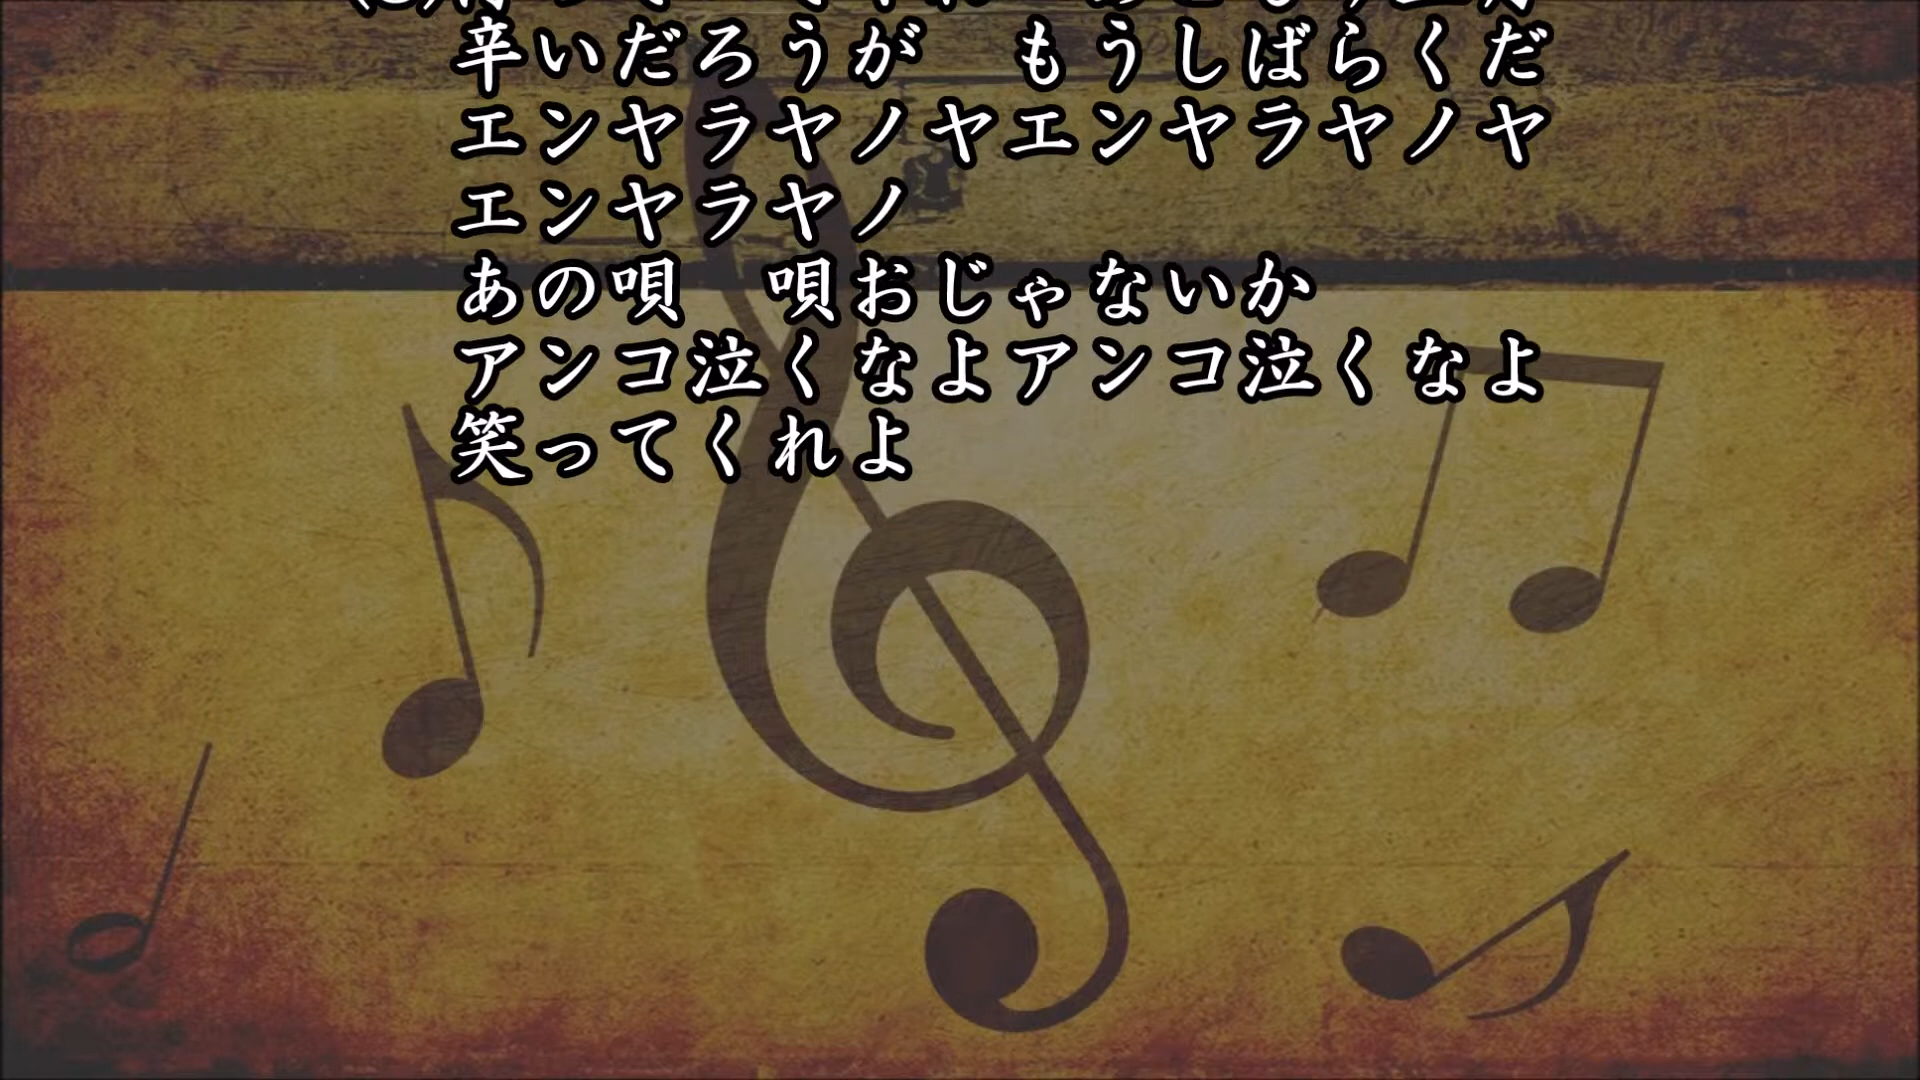 辛いだろうが　もうしばらくだ
エンヤラヤノヤエンヤラヤノヤ
エンヤラヤノ
あの唄　唄おじゃないか
アンコ泣くなよアンコ泣くなよ
笑ってくれよ